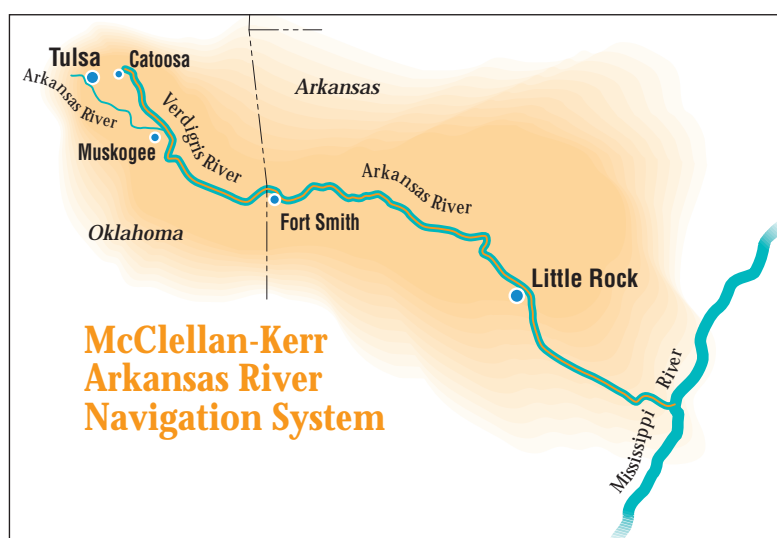 Tulsa
Catoosa
Arkansas River
Verdigris River
Muskogee
Arkansas
Arkansas River
Oklahoma
Fort Smith
Little Rock
McClellan-Kerr
Arkansas River
Navigation System
Mississippi River